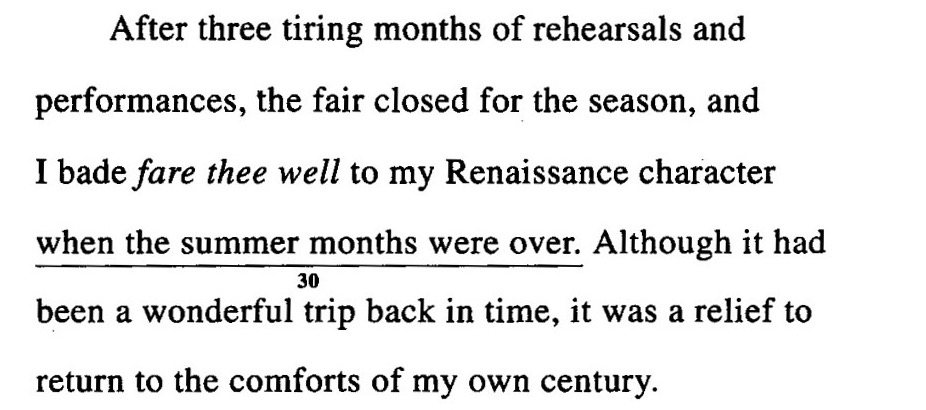 After three tiring months of rehearsals and
performances, the fair closed for the season, and
I bade fare thee well to my Renaissance character
when the summer months were over. Although it had
30
been a wonderful trip back in time, it was a relief to
return to the comforts of my own century.